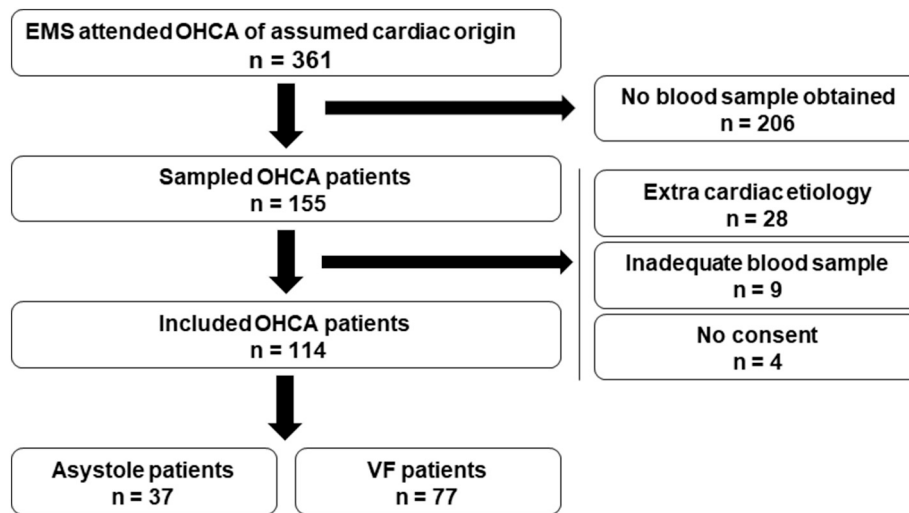 EMS attended OHCA of assumed cardiac origin
n = 361
No blood sample obtained
n = 206
Sampled OHCA patients
n = 155
Extra cardiac etiology
n = 28
Inadequate blood sample
n = 9
Included OHCA patients
n = 114
No consent
n = 4
Asystole patients
n = 37
VF patients
n = 77